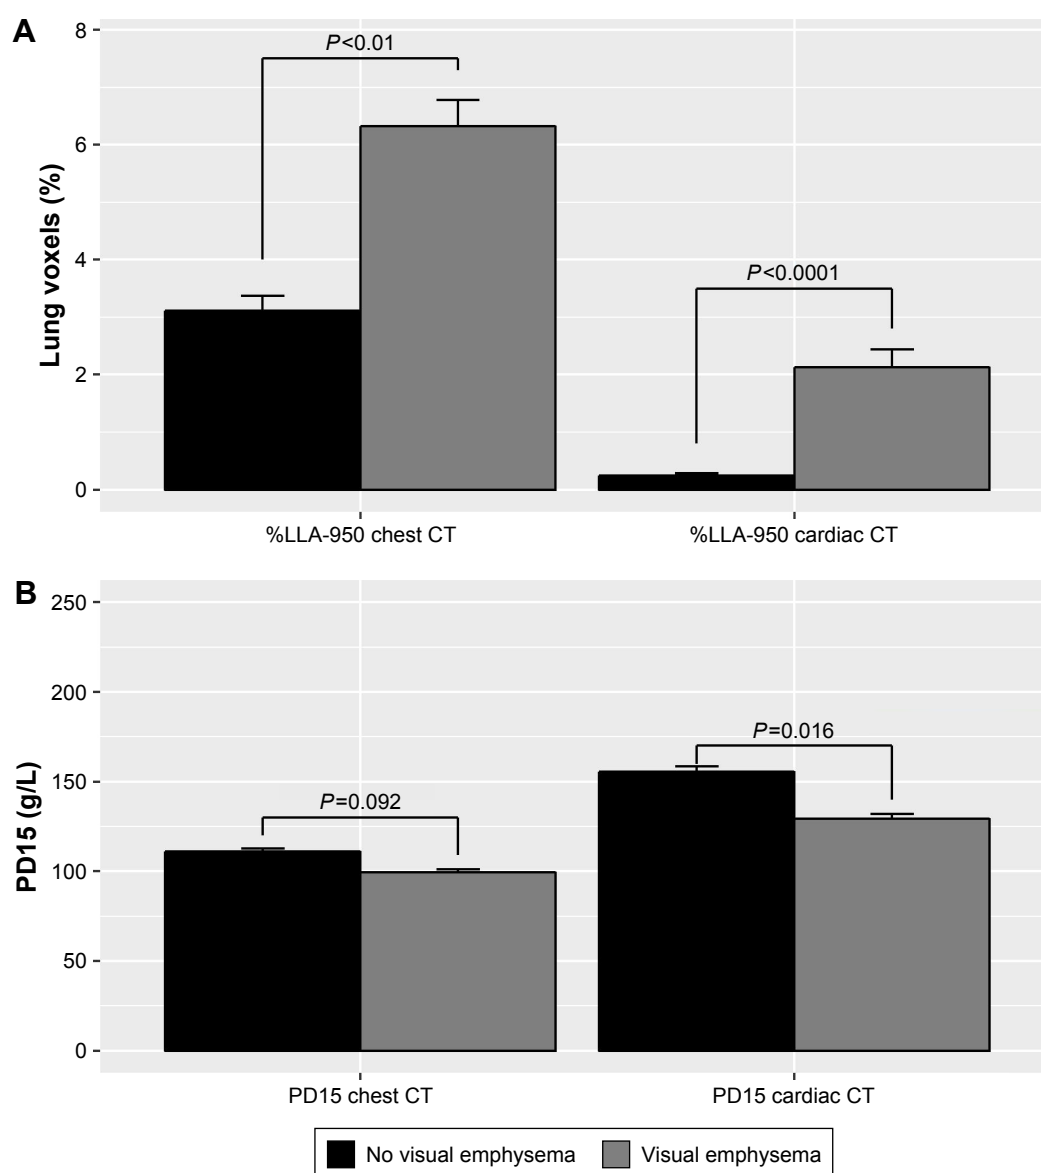 A
8
6
4
2
0
Lung voxels (%)
P<0.01
P<0.0001
%LLA-950 chest CT
%LLA-950 cardiac CT
B
250
200
150
100
50
0
PD15 (g/L)
P=0.092
P=0.016
PD15 chest CT
PD15 cardiac CT
No visual emphysema
Visual emphysema